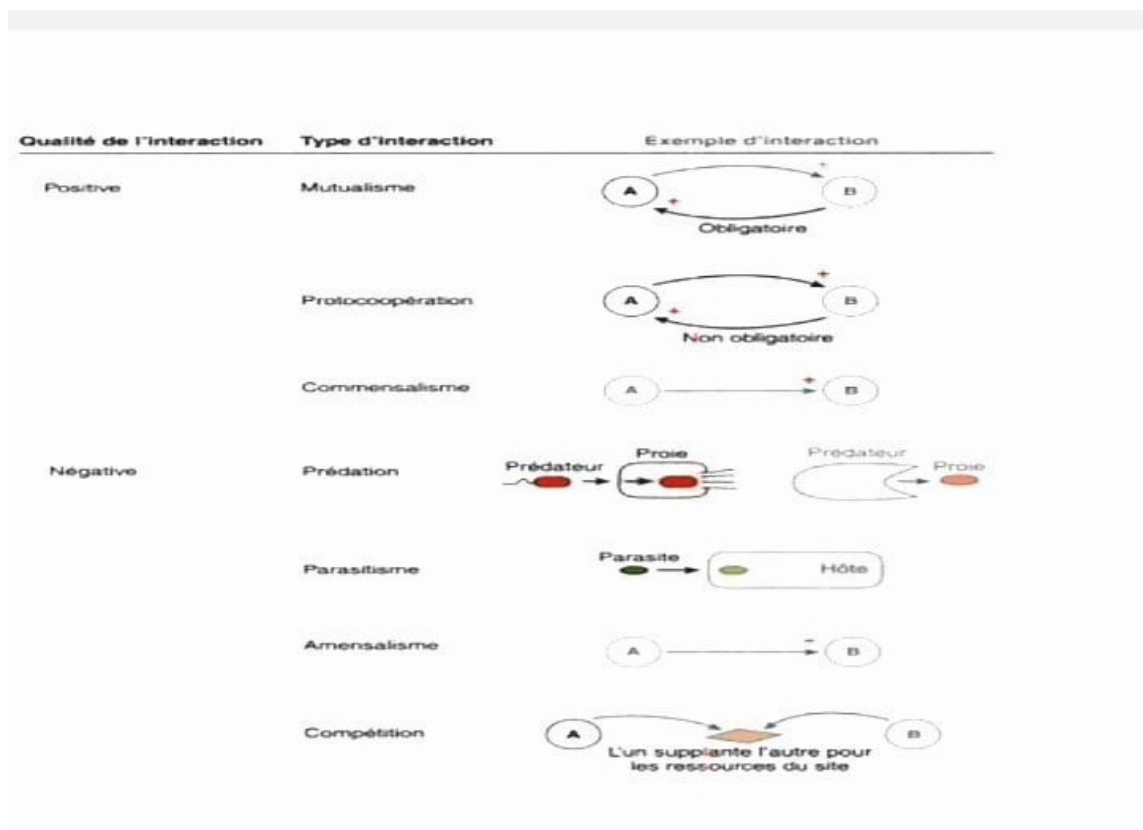 Qualité de l'interaction Type d'interaction Exemple d'interaction
Positive Mutualisme A B + +
Obligatoire
Protocoopération A B + +
Non obligatoire
Commensalisme A B +
Négative Prédation Prédateur Proie Prédateur Proie
Parasitisme Parasite Hôte
Amensalisme A B -
Compétition A B
L'un supplante l'autre pour
les ressources du site